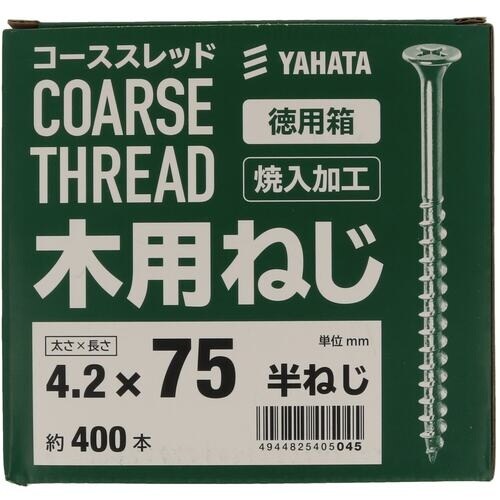 コーススレッド
COARSE
THREAD
YAHATA
徳用箱
焼入加工
木用ねじ
太さ×長さ
単位mm
4.2×75
半ねじ
約400本
4944825405045